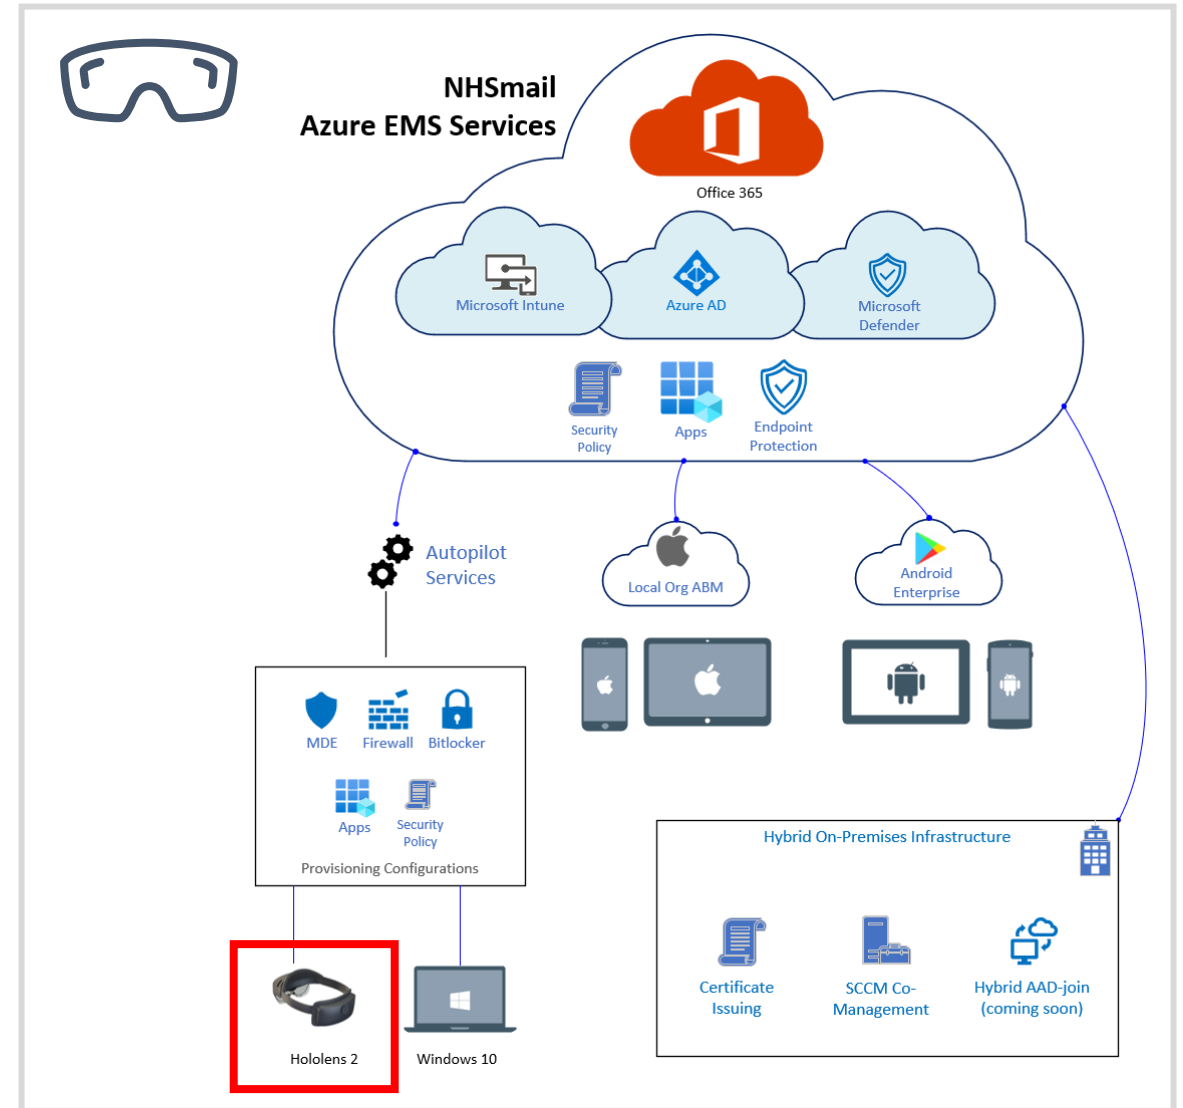 NHSmail
Azure EMS Services
Office 365
Microsoft Intune
Azure AD
Microsoft
Defender
Security
Policy
Apps
Endpoint
Protection
Autopilot
Services
Local Org ABM
Android
Enterprise
MDE
Firewall
Bitlocker
Apps
Security
Policy
Provisioning Configurations
Hololens 2
Windows 10
Hybrid On-Premises Infrastructure
Certificate
Issuing
SCCM Co-
Management
Hybrid AAD-join
(coming soon)